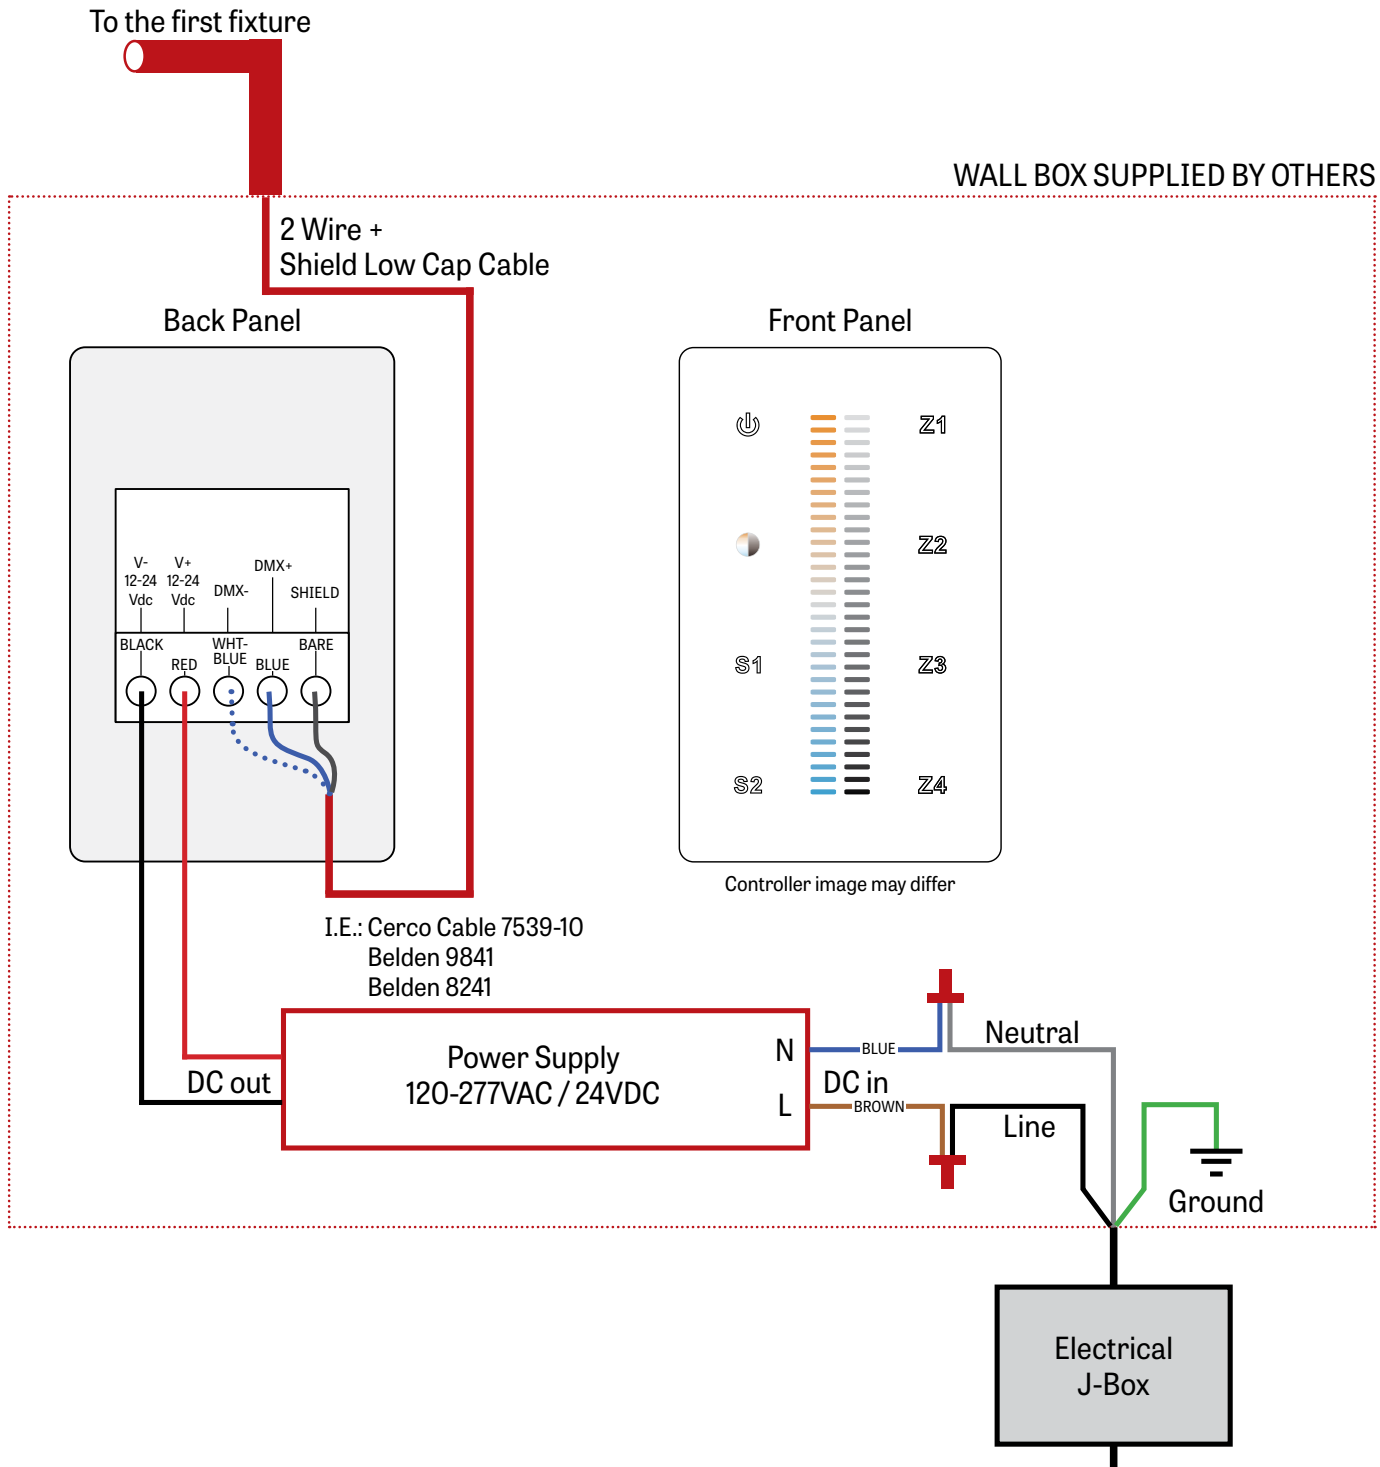 To the first fixture
WALL BOX SUPPLIED BY OTHERS
2 Wire +
Shield Low Cap Cable
Back Panel
V-
12-24
Vdc
V+
12-24
Vdc
DMX-
DMX+
SHIELD
BLACK
RED
WHT-
BLUE
BLUE
BARE
Front Panel
Z1
Z2
S1
Z3
S2
Z4
Controller image may differ
I.E.: Cerco Cable 7539-10
Belden 9841
Belden 8241
DC out
Power Supply
120-277VAC / 24VDC
N
L
BLUE
DC in
BROWN
Neutral
Line
Ground
Electrical
J-Box